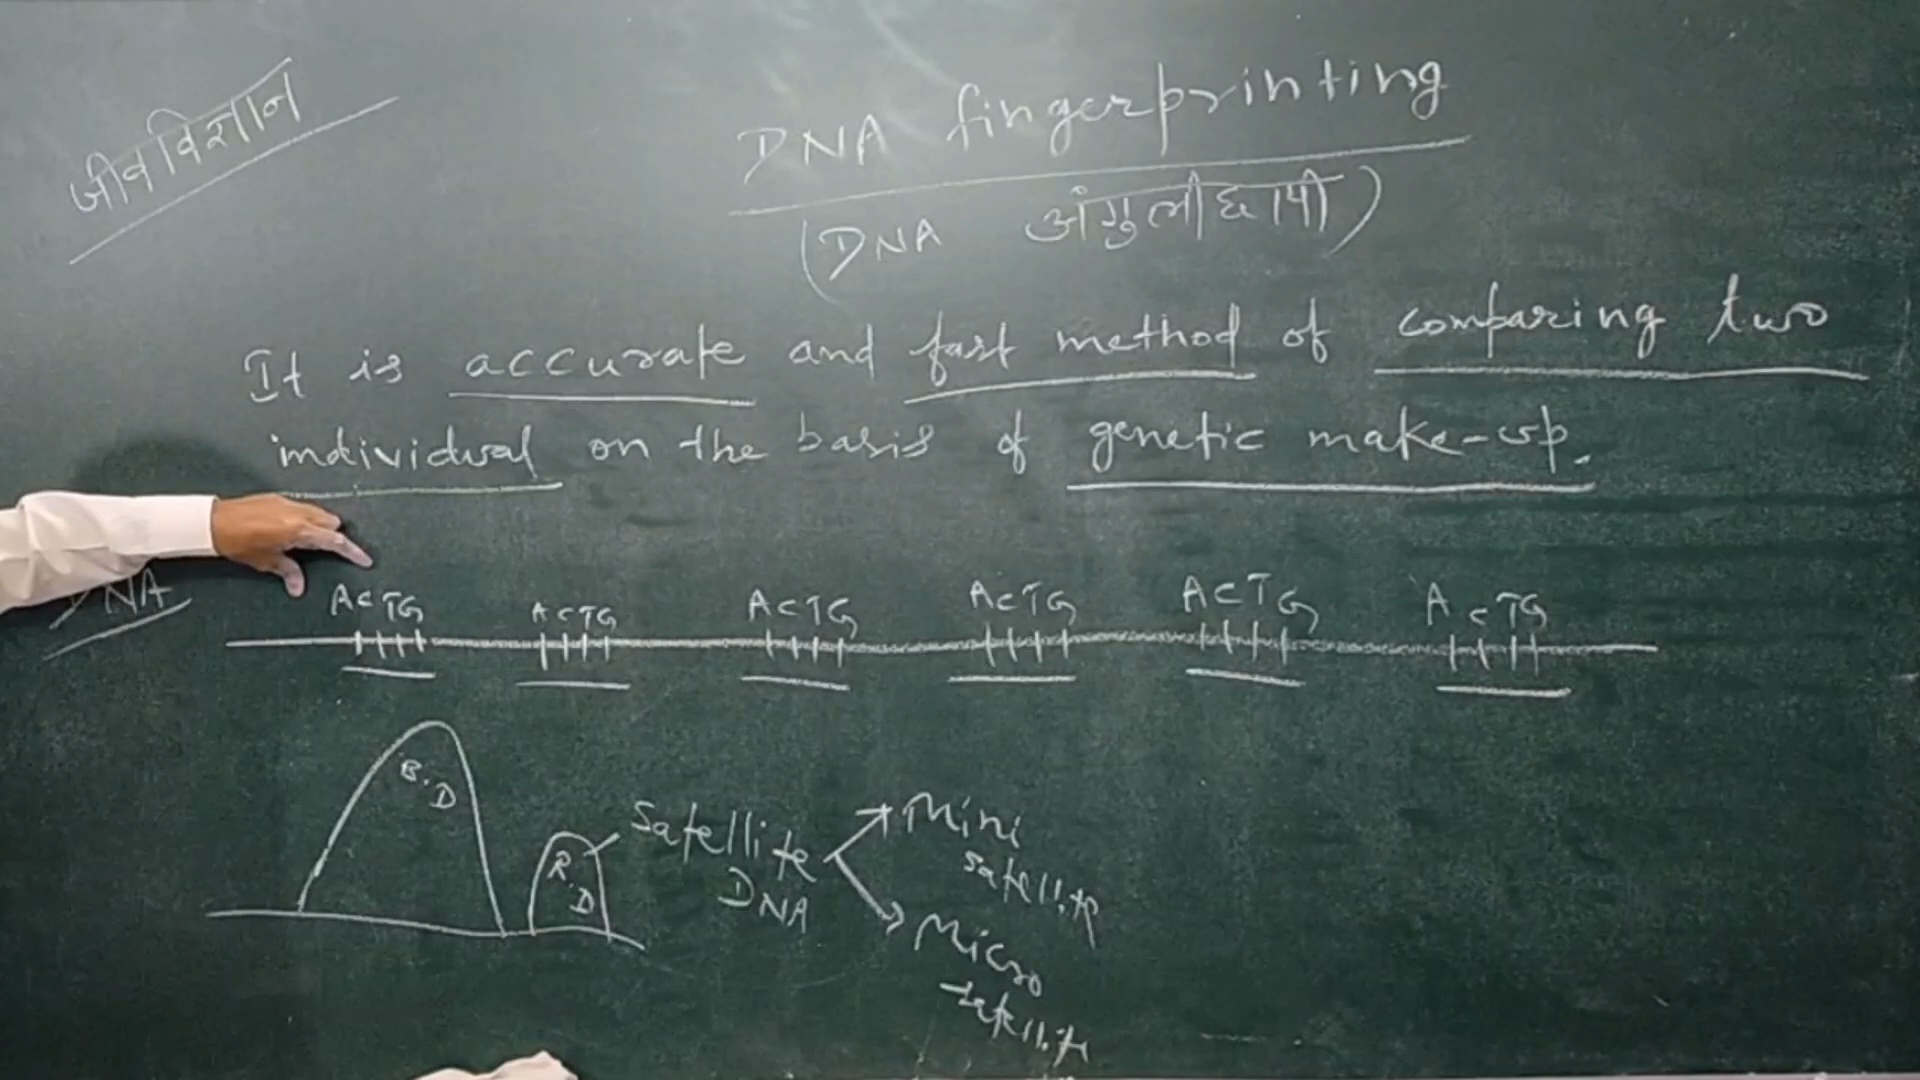 जीव विज्ञान
DNA fingerprinting
(DNA अंगुलीछापी)
It is accurate and fast method of comparing two
individual on the basis of genetic make-up.
DNA
ACTG ACTG ACTG ACTG ACTG ACTG
B.D
R.D
Satellite DNA
Mini satellite
Micro satellite